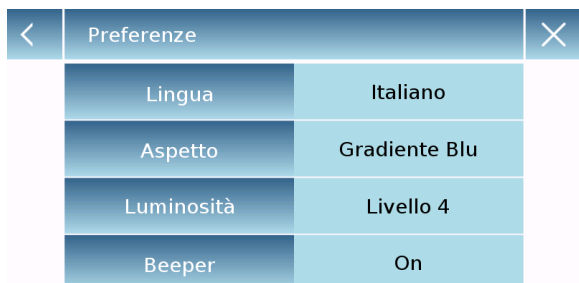 Preferenze
Lingua Italiano
Aspetto Gradiente Blu
Luminosità Livello 4
Beeper On